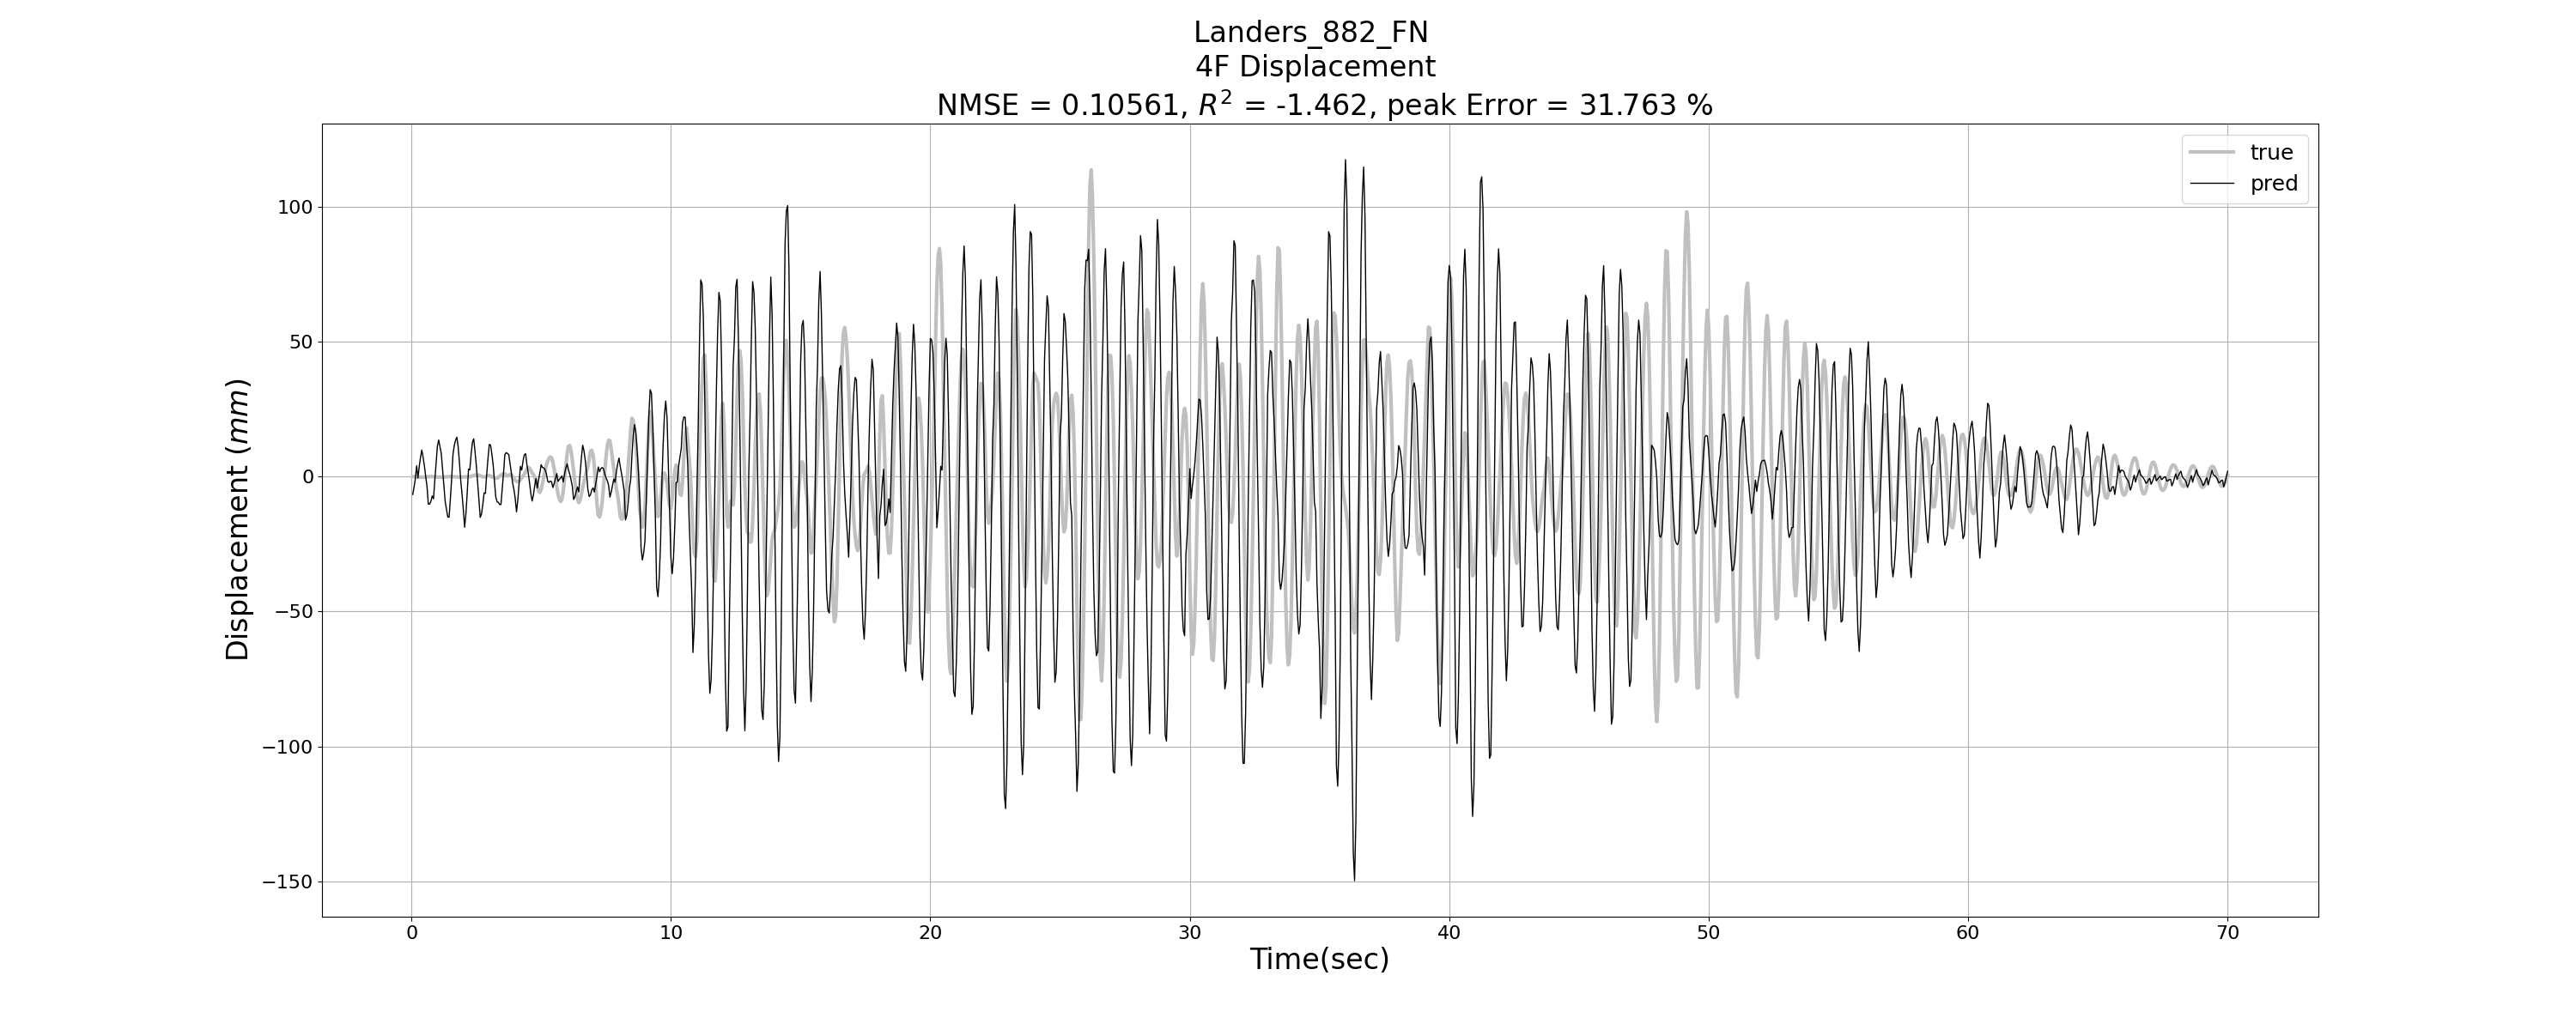 Landers_882_FN
4F Displacement
NMSE = 0.10561, R² = -1.462, peak Error = 31.763 %
true
pred
Displacement (mm)
100
50
0
−50
−100
−150
0 10 20 30 40 50 60 70
Time(sec)